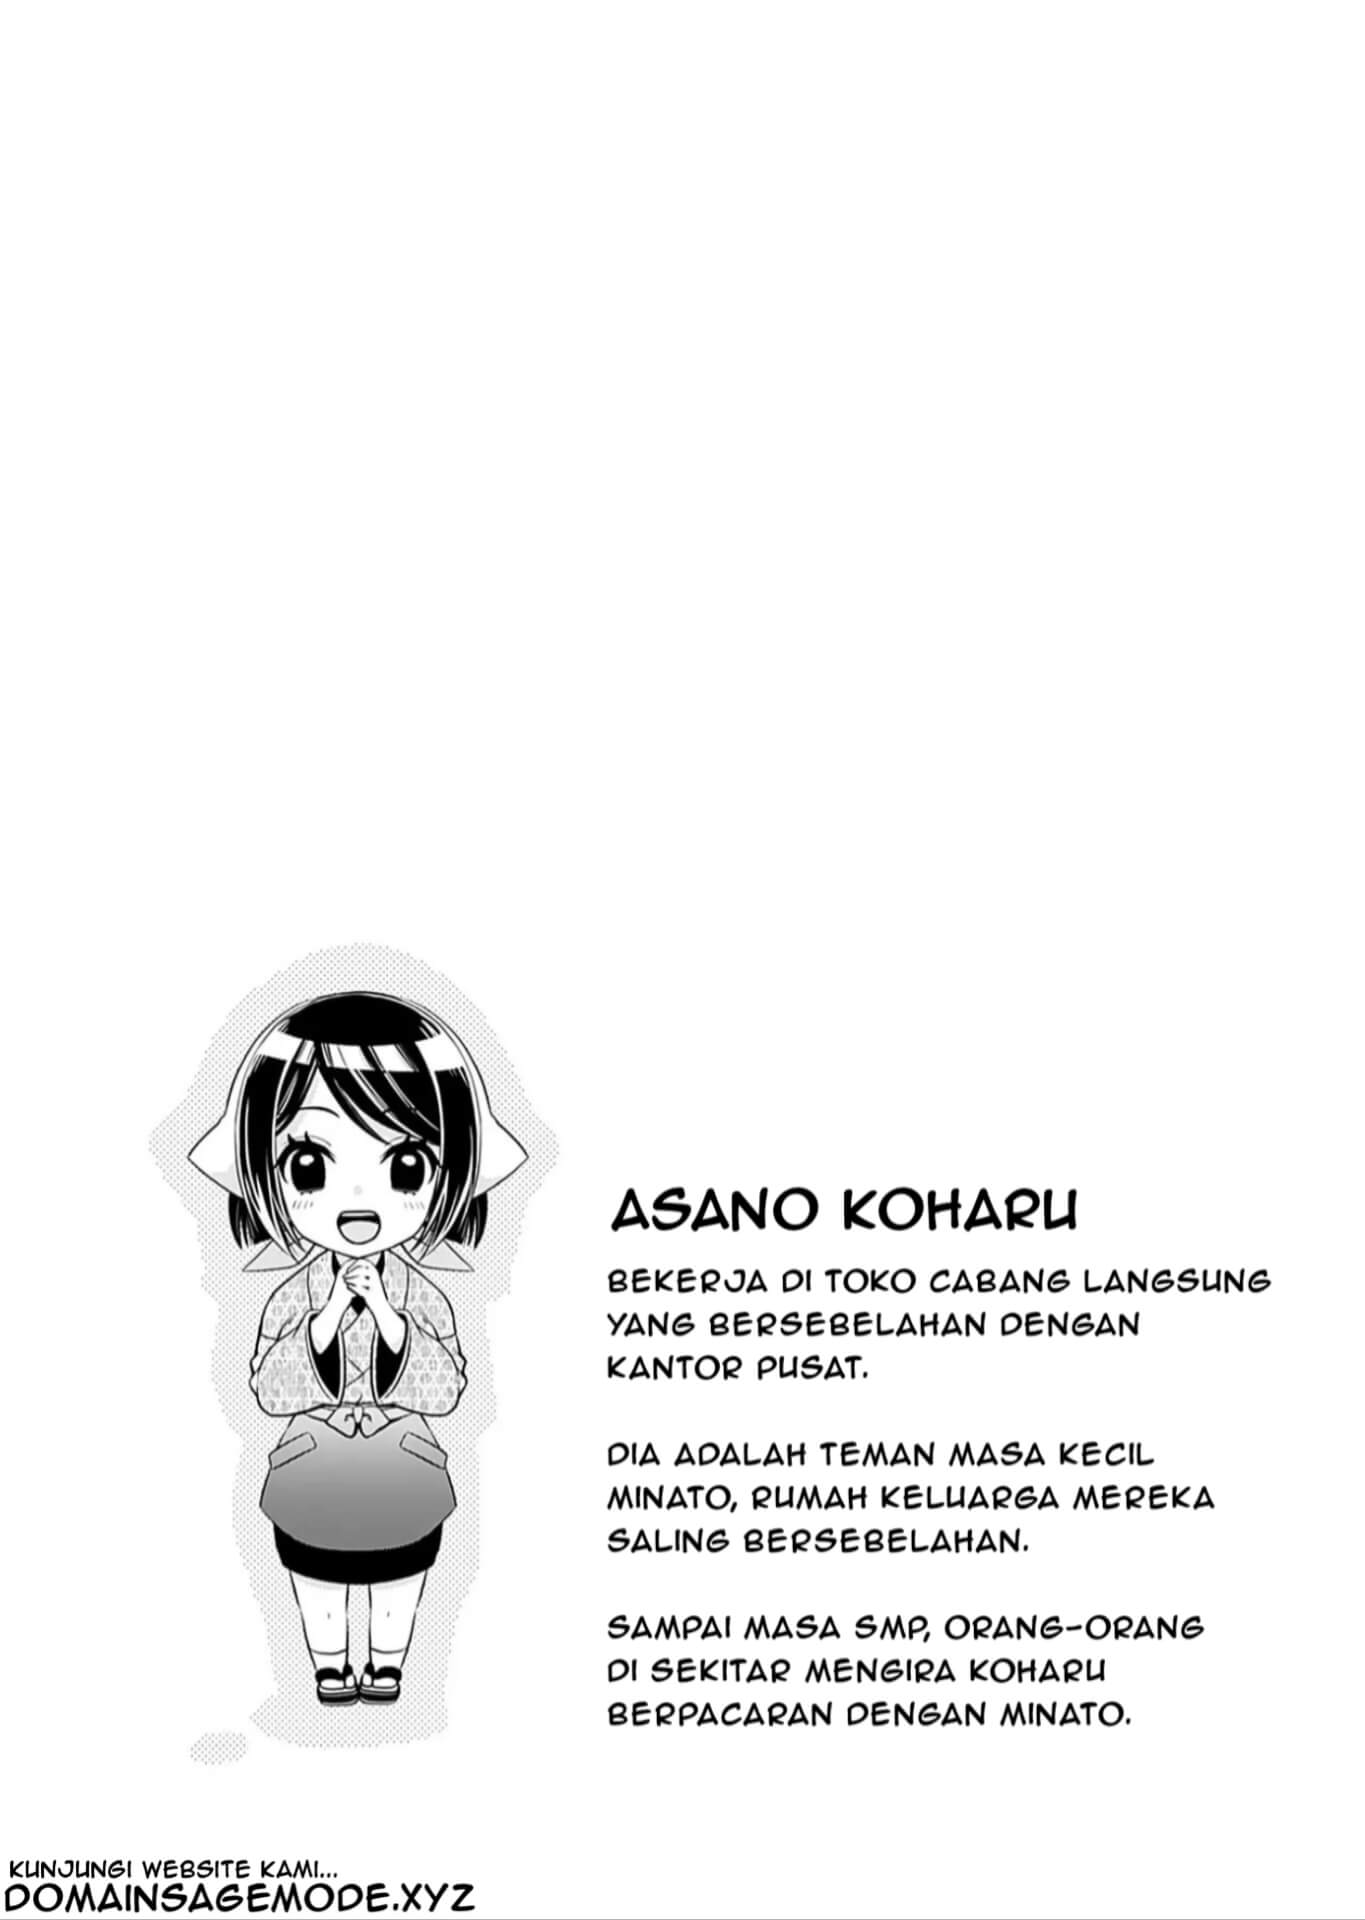 ASANO KOHARU
BEKERJA DI TOKO CABANG LANGSUNG
YANG BERSEBELAHAN DENGAN
KANTOR PUSAT.
DIA ADALAH TEMAN MASA KECIL
MINATO, RUMAH KELUARGA MEREKA
SALING BERSEBELAHAN.
SAMPAI MASA SMP, ORANG-ORANG
DI SEKITAR MENGIRA KOHARU
BERPACARAN DENGAN MINATO.
KUNJUNGI WEBSITE KAMI...
DOMAINSAGEMODE.XYZ